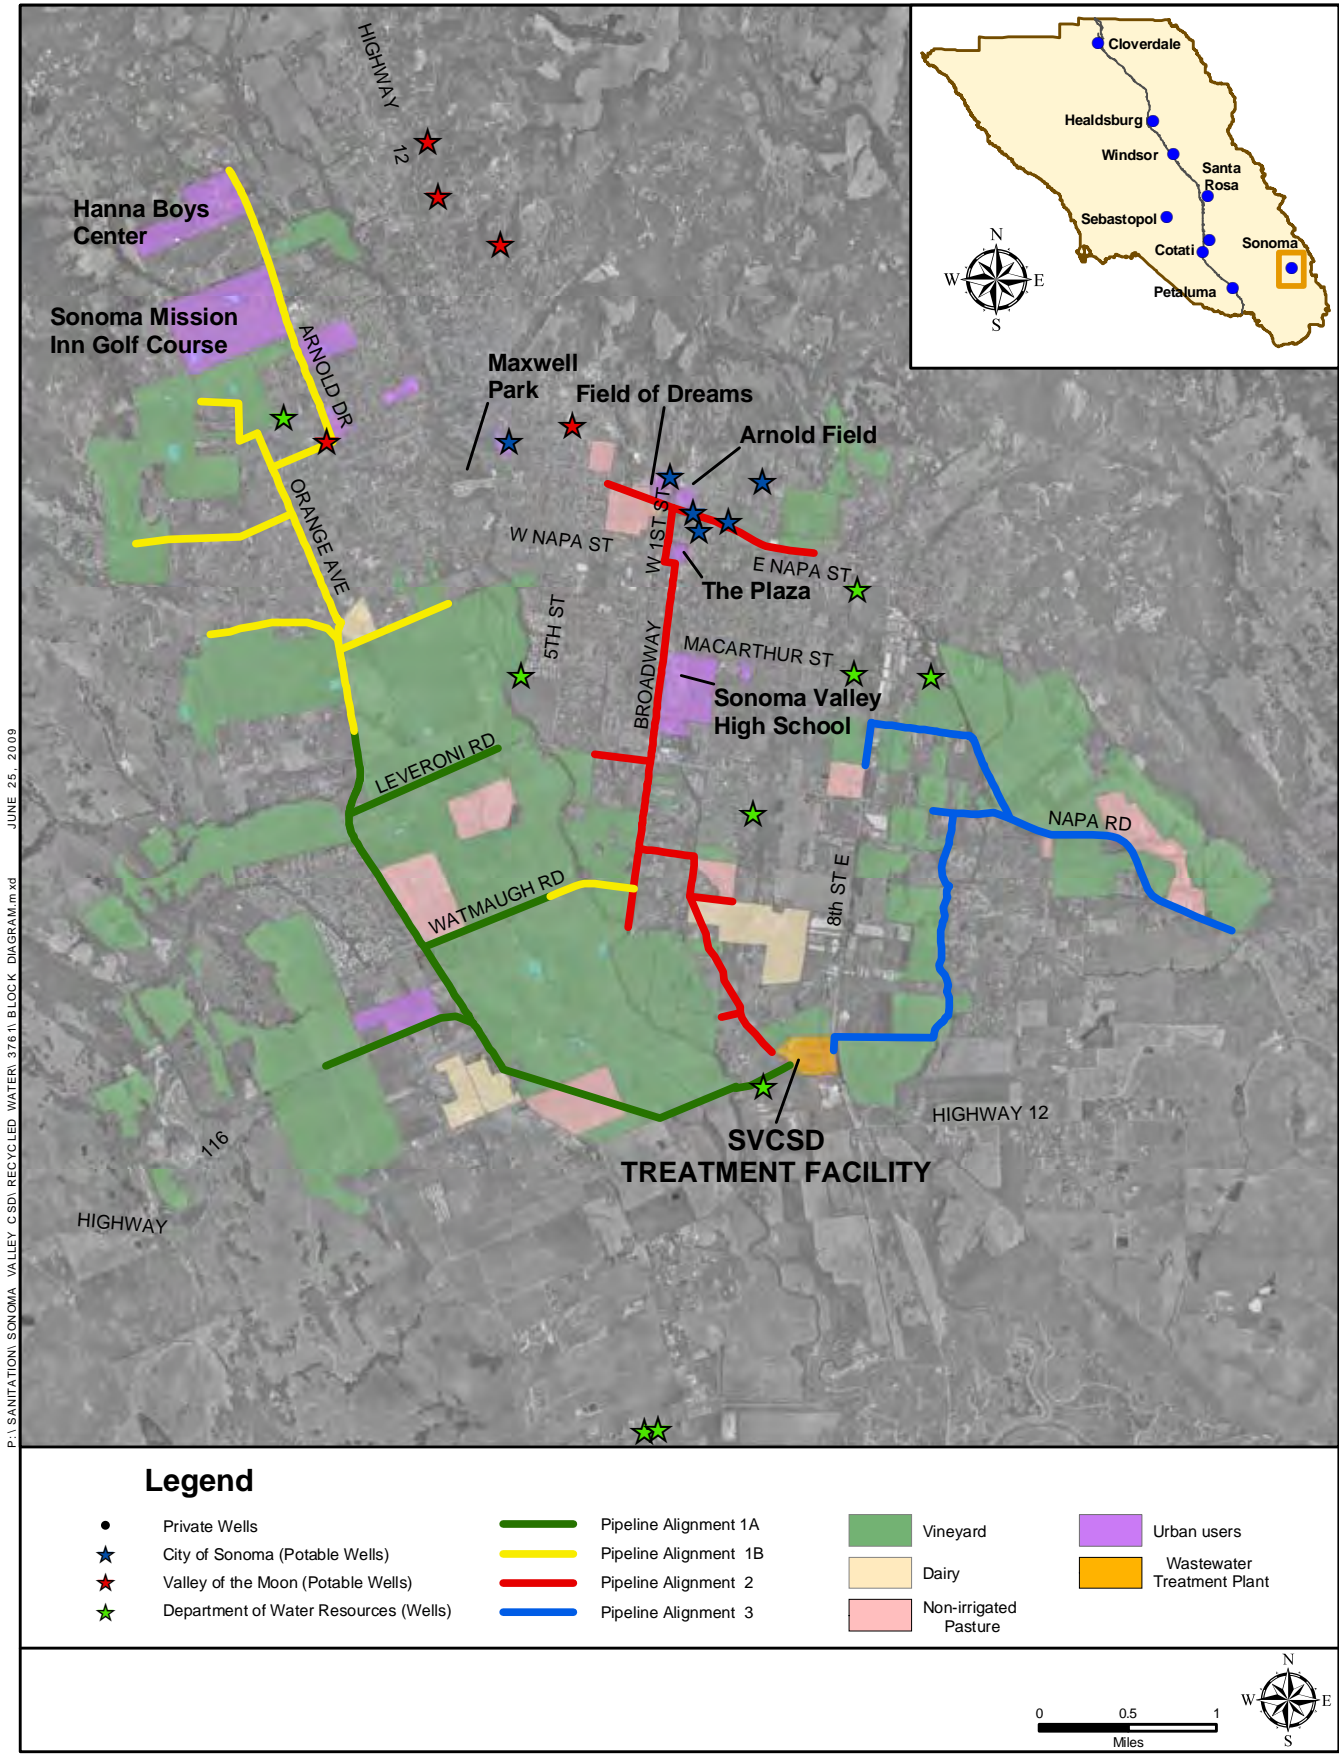 HIGHWAY
12
Cloverdale
Healdsburg
Windsor
Santa
Rosa
Sebastopol
Cotati
Sonoma
Petaluma
N
W
E
S
Hanna Boys
Center
Sonoma Mission
Inn Golf Course
ARNOLD DR
Maxwell
Park
Field of Dreams
Arnold Field
ORANGE AVE
W NAPA ST
W 1ST ST
E NAPA ST
The Plaza
5TH ST
BROADWAY
MACARTHUR ST
Sonoma Valley
High School
LEVERONI RD
NAPA RD
WATMAUGH RD
8th ST E
HIGHWAY 12
SVCSD
TREATMENT FACILITY
116
HIGHWAY
P:\ SANITATION\ SONOMA VALLEY CSD\ RECYCLED WATER\ 3761\ BLOCK DIAGRAM.mxd JUNE 25, 2009
Legend
Private Wells
City of Sonoma (Potable Wells)
Valley of the Moon (Potable Wells)
Department of Water Resources (Wells)
Pipeline Alignment 1A
Pipeline Alignment 1B
Pipeline Alignment 2
Pipeline Alignment 3
Vineyard
Dairy
Non-irrigated
Pasture
Urban users
Wastewater
Treatment Plant
0 0.5 1
Miles
N
W
E
S